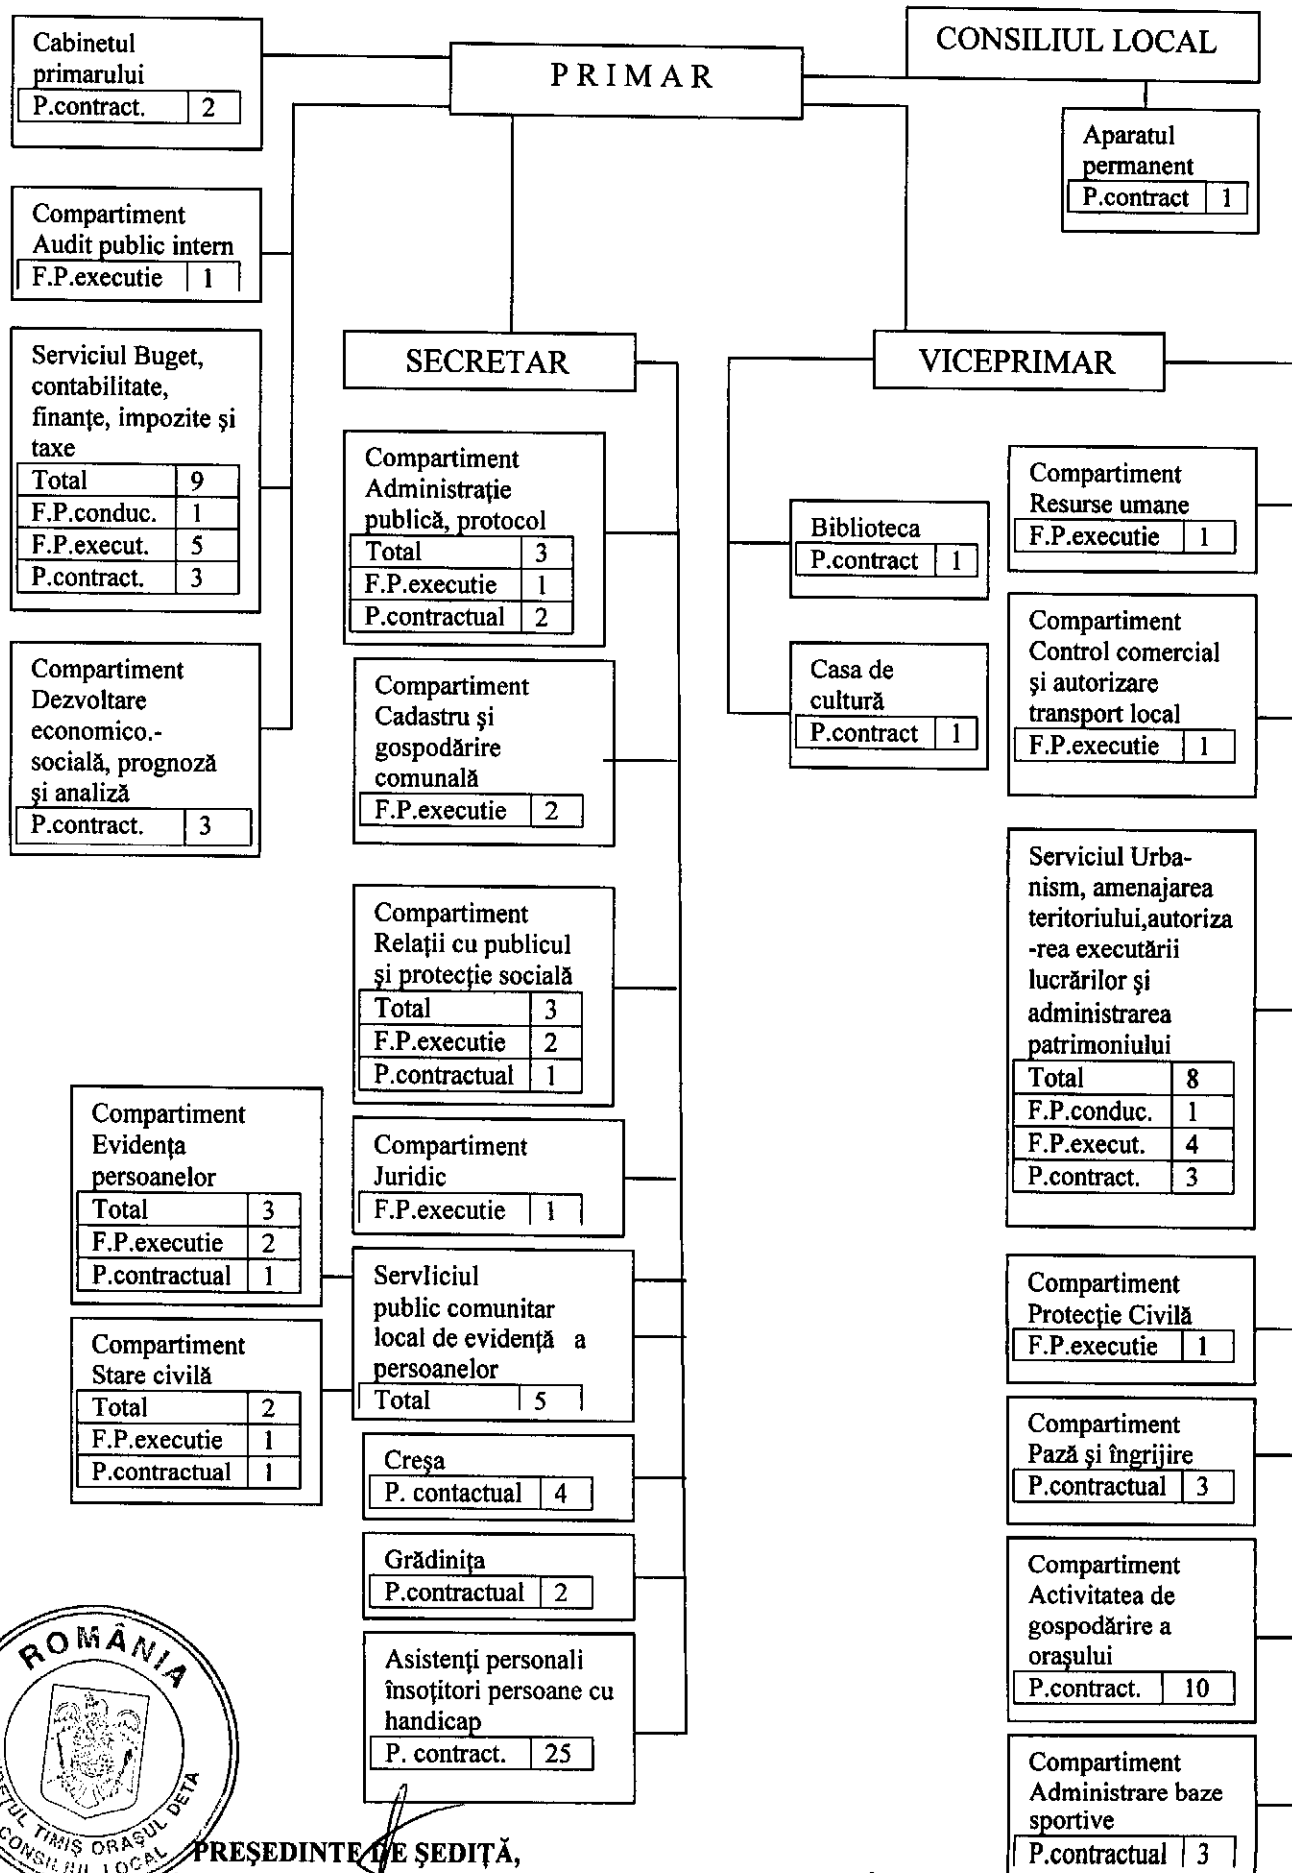 Cabinetul
primarului
P.contract. 2
PRIMAR
CONSILIUL LOCAL
Aparatul
permanent
P.contract 1
Compartiment
Audit public intern
F.P.executie 1
Serviciul Buget,
contabilitate,
finanţe, impozite şi
taxe
Total 9
F.P.conduc. 1
F.P.execut. 5
P.contract. 3
Compartiment
Dezvoltare
economico.-
socială, prognoză
şi analiză
P.contract. 3
SECRETAR
Compartiment
Administraţie
publică, protocol
Total 3
F.P.executie 1
P.contractual 2
Compartiment
Cadastru şi
gospodărire
comunală
F.P.executie 2
Compartiment
Relaţii cu publicul
şi protecţie socială
Total 3
F.P.executie 2
P.contractual 1
Compartiment
Juridic
F.P.executie 1
Servliciul
public comunitar
local de evidenţă a
persoanelor
Total 5
Compartiment
Evidenţa
persoanelor
Total 3
F.P.executie 2
P.contractual 1
Compartiment
Stare civilă
Total 2
F.P.executie 1
P.contractual 1
Creşa
P. contactual 4
Grădiniţa
P.contractual 2
Asistenţi personali
însoţitori persoane cu
handicap
P. contract. 25
VICEPRIMAR
Biblioteca
P.contract 1
Casa de
cultură
P.contract 1
Compartiment
Resurse umane
F.P.executie 1
Compartiment
Control comercial
şi autorizare
transport local
F.P.executie 1
Serviciul Urba-
nism, amenajarea
teritoriului,autoriza
-rea executării
lucrărilor şi
administrarea
patrimoniului
Total 8
F.P.conduc. 1
F.P.execut. 4
P.contract. 3
Compartiment
Protecţie Civilă
F.P.executie 1
Compartiment
Pază şi îngrijire
P.contractual 3
Compartiment
Activitatea de
gospodărire a
oraşului
P.contract. 10
Compartiment
Administrare baze
sportive
P.contractual 3
ROMÂNIA
TIMIŞ ORAŞUL DETA
CONSILIUL LOCAL
PREŞEDINTE DE ŞEDIŢĂ,